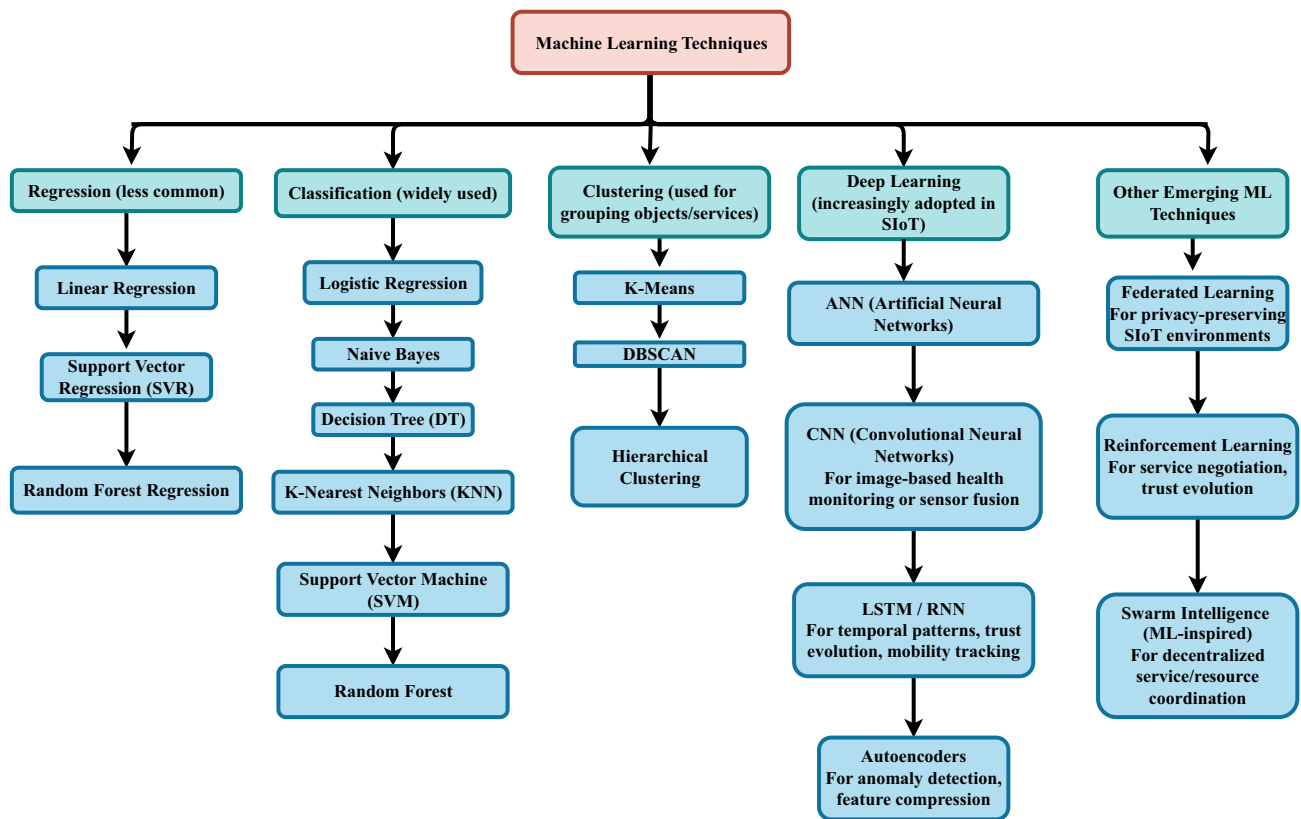 Machine Learning Techniques
Regression (less common)
Linear Regression
Support Vector
Regression (SVR)
Random Forest Regression
Classification (widely used)
Logistic Regression
Naive Bayes
Decision Tree (DT)
K-Nearest Neighbors (KNN)
Support Vector Machine
(SVM)
Random Forest
Clustering (used for
grouping objects/services)
K-Means
DBSCAN
Hierarchical
Clustering
Deep Learning
(increasingly adopted in
SIoT)
ANN (Artificial Neural
Networks)
CNN (Convolutional Neural
Networks)
For image-based health
monitoring or sensor fusion
LSTM / RNN
For temporal patterns, trust
evolution, mobility tracking
Autoencoders
For anomaly detection,
feature compression
Other Emerging ML
Techniques
Federated Learning
For privacy-preserving
SIoT environments
Reinforcement Learning
For service negotiation,
trust evolution
Swarm Intelligence
(ML-inspired)
For decentralized
service/resource
coordination